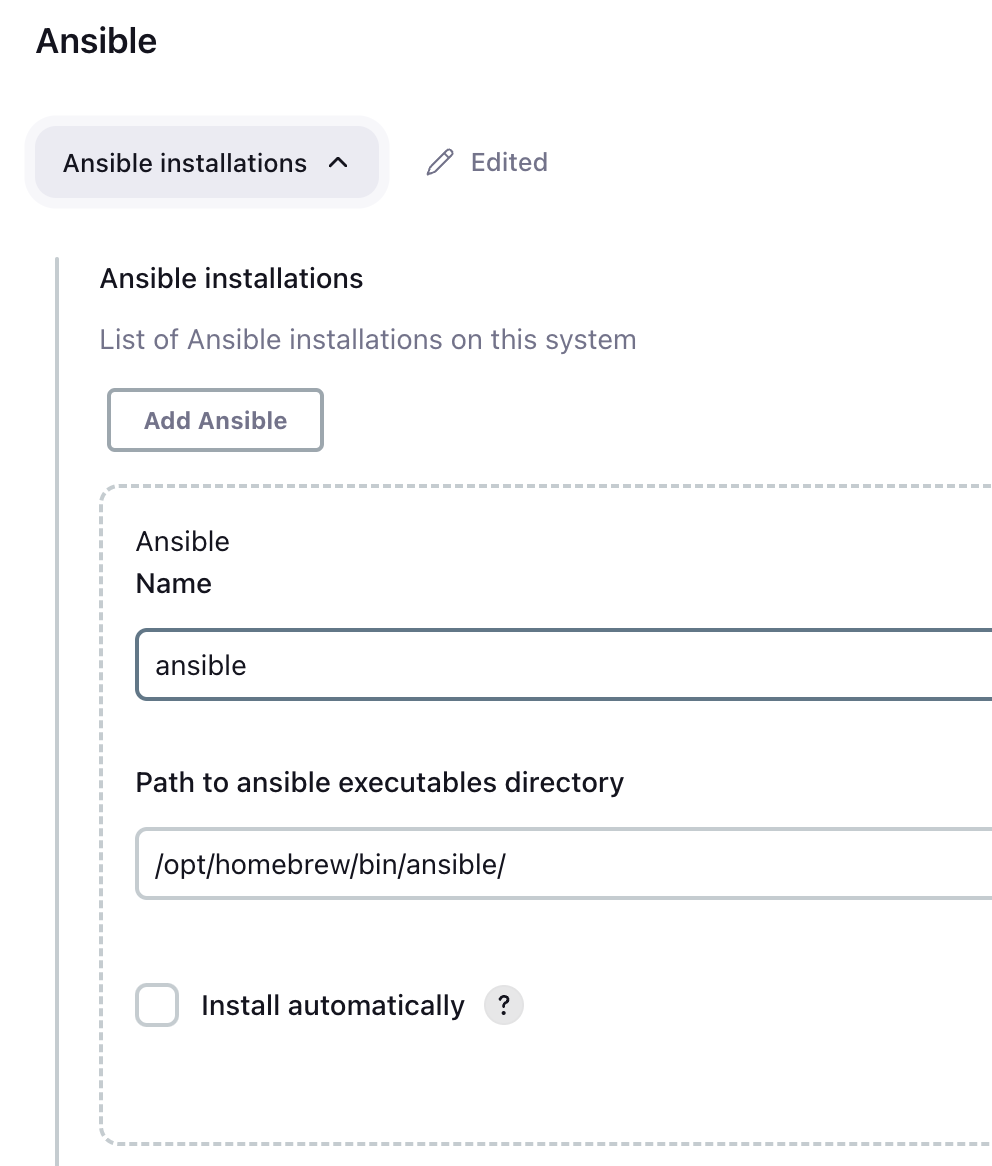 Ansible
Ansible installations
Edited
Ansible installations
List of Ansible installations on this system
Add Ansible
Ansible
Name
ansible
Path to ansible executables directory
/opt/homebrew/bin/ansible/
Install automatically ?